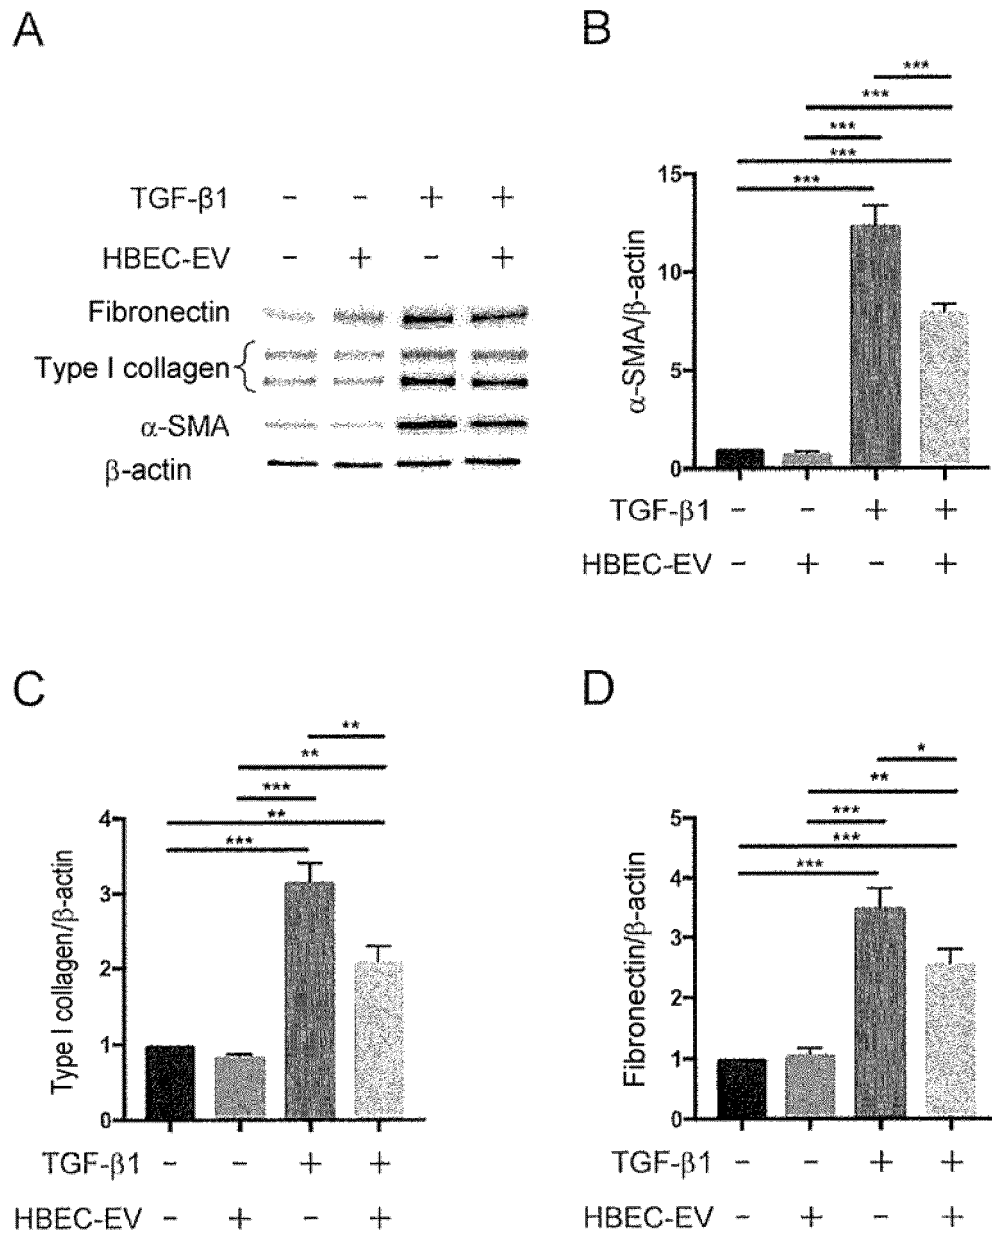 A
TGF-β1 - - + +
HBEC-EV - + - +
Fibronectin
Type I collagen
α-SMA
β-actin
B
***
***
***
***
***
15
10
5
0
α-SMA/β-actin
TGF-β1 - - + +
HBEC-EV - + - +
C
**
**
***
**
***
4
3
2
1
0
Type I collagen/β-actin
TGF-β1 - - + +
HBEC-EV - + - +
D
*
**
***
***
***
5
4
3
2
1
0
Fibronectin/β-actin
TGF-β1 - - + +
HBEC-EV - + - +